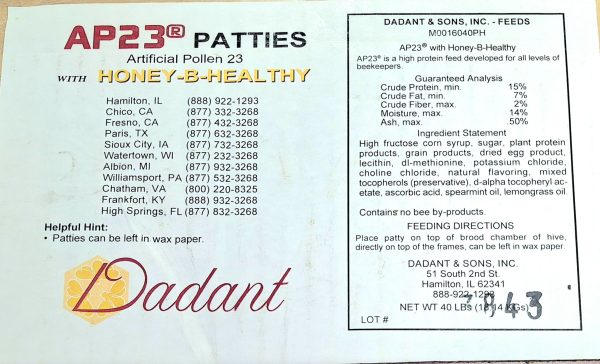 AP23® PATTIES
Artificial Pollen 23
WITH HONEY-B-HEALTHY
Hamilton, IL (888) 922-1293
Chico, CA (877) 332-3268
Fresno, CA (877) 432-3268
Paris, TX (877) 632-3268
Sioux City, IA (877) 732-3268
Watertown, WI (877) 232-3268
Albion, MI (877) 932-3268
Williamsport, PA (877) 532-3268
Chatham, VA (800) 220-8325
Frankfort, KY (888) 932-3268
High Springs, FL (877) 832-3268
Helpful Hint:
• Patties can be left in wax paper.
Dadant
DADANT & SONS, INC. - FEEDS
M0016040PH
AP23® with Honey-B-Healthy
AP23® is a high protein feed developed for all levels of
beekeepers.
Guaranteed Analysis
Crude Protein, min. 15%
Crude Fat, min. 7%
Crude Fiber, max. 2%
Moisture, max. 14%
Ash, max. .50%
Ingredient Statement
High fructose corn syrup, sugar, plant protein
products, grain products, dried egg product,
lecithin, dl-methionine, potassium chloride,
choline chloride, natural flavoring, mixed
tocopherols (preservative), d-alpha tocopheryl ac-
etate, ascorbic acid, spearmint oil, lemongrass oil.
Contains no bee by-products.
FEEDING DIRECTIONS
Place patty on top of brood chamber of hive,
directly on top of the frames, can be left in wax paper.
DADANT & SONS, INC.
51 South 2nd St.
Hamilton, IL 62341
888-922-1293
NET WT 40 LBs (18.14 KGs)
LOT #